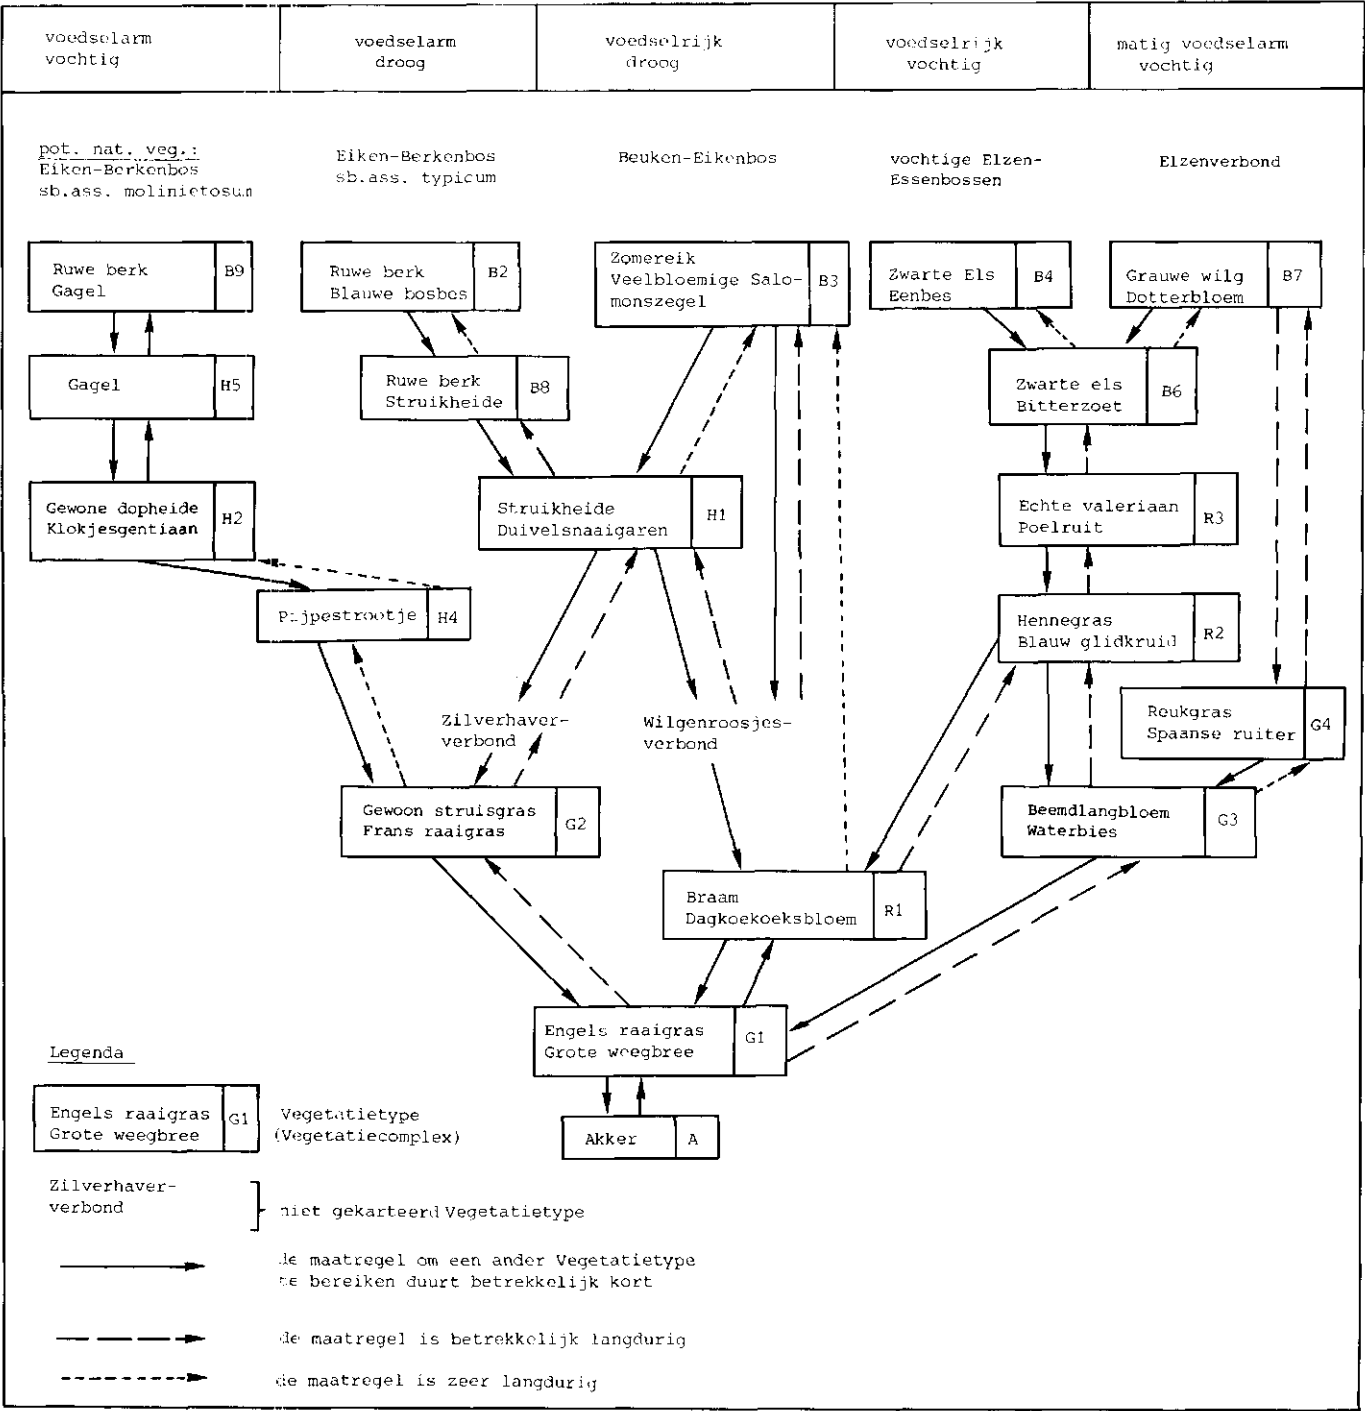 voedselarm
vochtig
voedselarm
droog
voedselrijk
droog
voedselrijk
vochtig
matig voedselarm
vochtig
pot. nat. veg.:
Eiken-Berkenbos
sb.ass. molinietosum
Eiken-Berkenbos
sb.ass. typicum
Beuken-Eikenbos
vochtige Elzen-
Essenbossen
Elzenverbond
Ruwe berk
Gagel
B9
Ruwe berk
Blauwe bosbes
B2
Zomereik
Veelbloemige Salo-
monszegel
B3
Zwarte Els
Eenbes
B4
Grauwe wilg
Dotterbloem
B7
Gagel
H5
Ruwe berk
Struikheide
B8
Zwarte els
Bitterzoet
B6
Gewone dopheide
Klokjesgentiaan
H2
Struikheide
Duivelsnaaigaren
H1
Echte valeriaan
Poelruit
R3
Pijpestrootje
H4
Hennegras
Blauw glidkruid
R2
Zilverhaver-
verbond
Wilgenroosjes-
verbond
Reukgras
Spaanse ruiter
G4
Gewoon struisgras
Frans raaigras
G2
Beemdlangbloem
Waterbies
G3
Braam
Dagkoekoeksbloem
R1
Engels raaigras
Grote weegbree
G1
Akker
A
Legenda
Engels raaigras
Grote weegbree
G1
Vegetatietype
(Vegetatiecomplex)
Zilverhaver-
verbond
niet gekarteerd Vegetatietype
de maatregel om een ander Vegetatietype
te bereiken duurt betrekkelijk kort
de maatregel is betrekkelijk langdurig
de maatregel is zeer langdurig